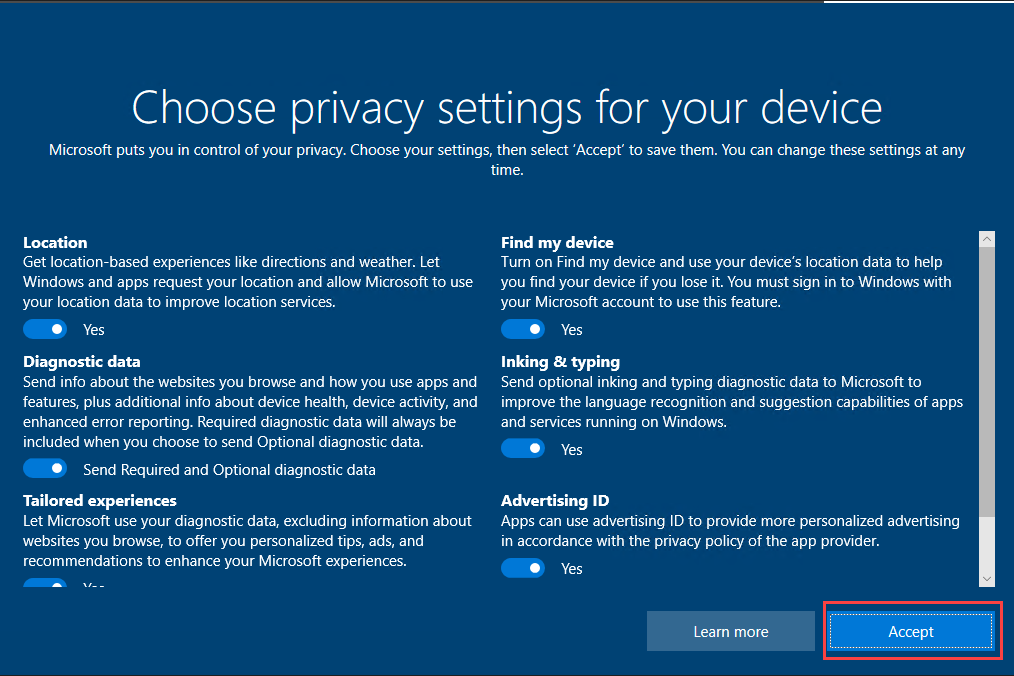 Choose privacy settings for your device
Microsoft puts you in control of your privacy. Choose your settings, then select ‘Accept’ to save them. You can change these settings at any
time.
Location
Get location-based experiences like directions and weather. Let
Windows and apps request your location and allow Microsoft to use
your location data to improve location services.
Yes
Diagnostic data
Send info about the websites you browse and how you use apps and
features, plus additional info about device health, device activity, and
enhanced error reporting. Required diagnostic data will always be
included when you choose to send Optional diagnostic data.
Send Required and Optional diagnostic data
Tailored experiences
Let Microsoft use your diagnostic data, excluding information about
websites you browse, to offer you personalized tips, ads, and
recommendations to enhance your Microsoft experiences.
Yes
Find my device
Turn on Find my device and use your device’s location data to help
you find your device if you lose it. You must sign in to Windows with
your Microsoft account to use this feature.
Yes
Inking & typing
Send optional inking and typing diagnostic data to Microsoft to
improve the language recognition and suggestion capabilities of apps
and services running on Windows.
Yes
Advertising ID
Apps can use advertising ID to provide more personalized advertising
in accordance with the privacy policy of the app provider.
Yes
Learn more
Accept